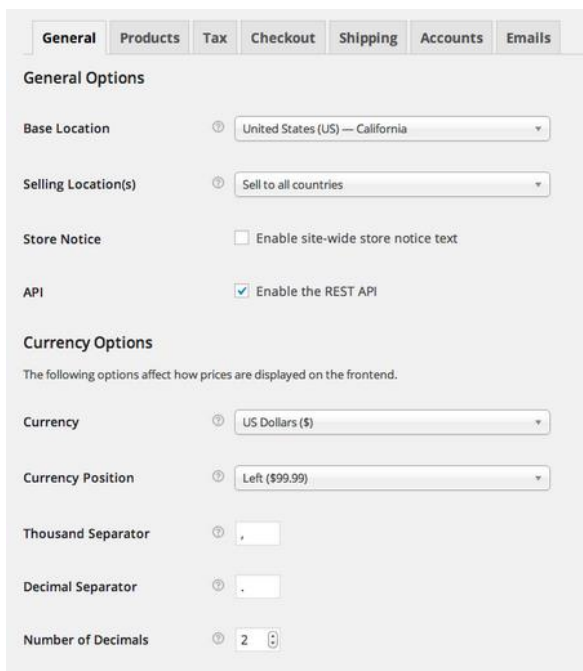 General Products Tax Checkout Shipping Accounts Emails
General Options
Base Location United States (US) — California
Selling Location(s) Sell to all countries
Store Notice Enable site-wide store notice text
API Enable the REST API
Currency Options
The following options affect how prices are displayed on the frontend.
Currency US Dollars ($)
Currency Position Left ($99.99)
Thousand Separator ,
Decimal Separator .
Number of Decimals 2